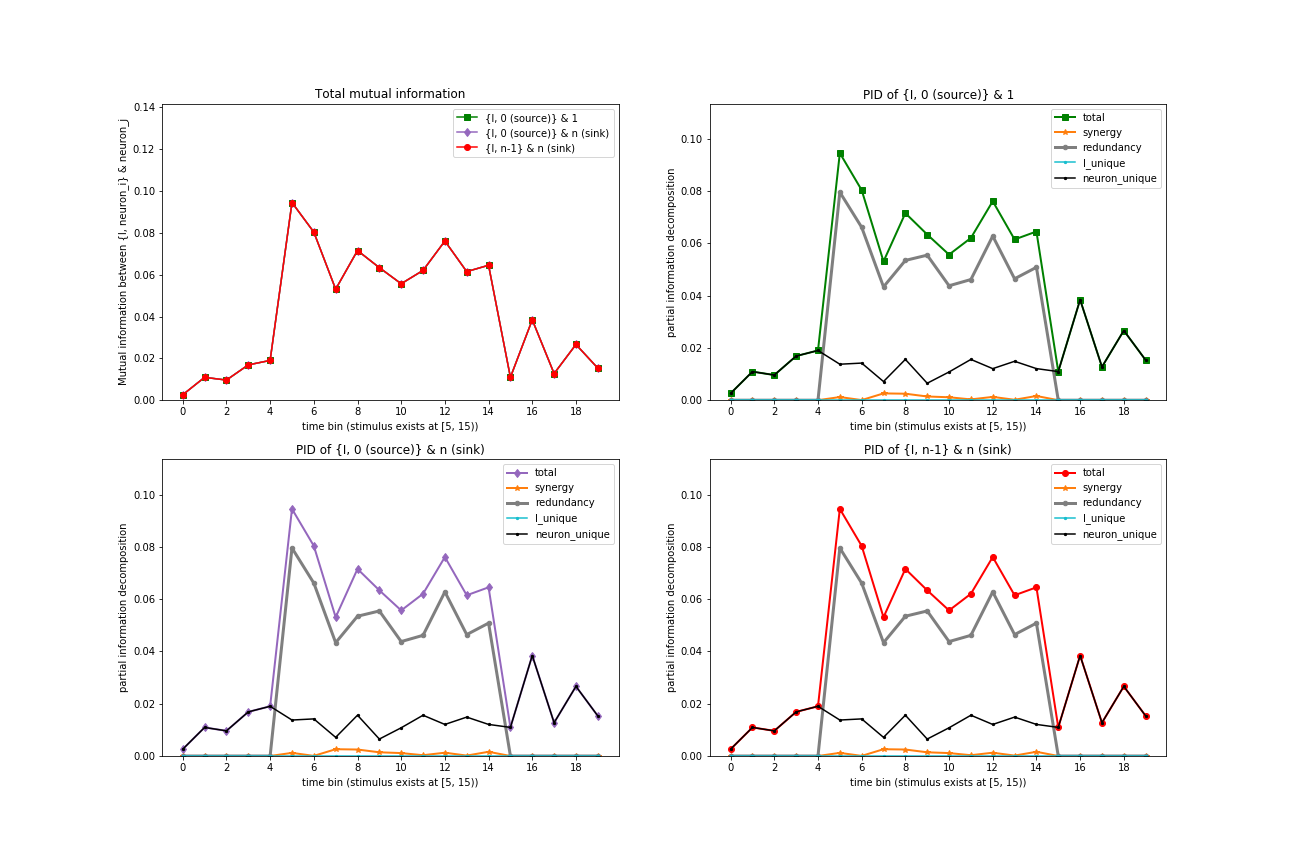 Total mutual information
Mutual information between {I, neuron_i} & neuron_j
0.14
0.12
0.10
0.08
0.06
0.04
0.02
0.00
{I, 0 (source)} & 1
{I, 0 (source)} & n (sink)
{I, n-1} & n (sink)
0 2 4 6 8 10 12 14 16 18
time bin (stimulus exists at [5, 15))
PID of {I, 0 (source)} & 1
partial information decomposition
0.10
0.08
0.06
0.04
0.02
0.00
total
synergy
redundancy
I_unique
neuron_unique
0 2 4 6 8 10 12 14 16 18
time bin (stimulus exists at [5, 15))
PID of {I, 0 (source)} & n (sink)
partial information decomposition
0.10
0.08
0.06
0.04
0.02
0.00
total
synergy
redundancy
I_unique
neuron_unique
0 2 4 6 8 10 12 14 16 18
time bin (stimulus exists at [5, 15))
PID of {I, n-1} & n (sink)
partial information decomposition
0.10
0.08
0.06
0.04
0.02
0.00
total
synergy
redundancy
I_unique
neuron_unique
0 2 4 6 8 10 12 14 16 18
time bin (stimulus exists at [5, 15))